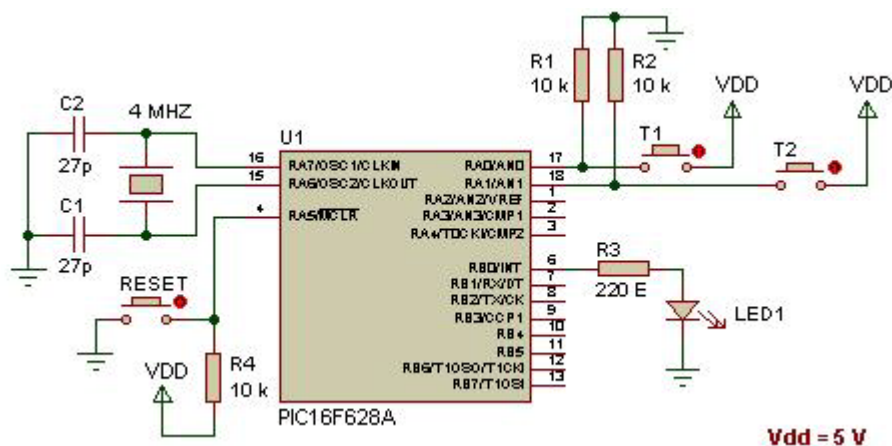 R1
10 k
R2
10 k
VDD
VDD
C2
27p
4 MHZ
C1
27p
T1
T2
U1
16
RA7/OSC1/CLKIN
15
RA6/OSC2/CLKOUT
4
RA5/MCLR
RA0/AN0
17
RA1/AN1
18
RA2/AN2/VREF
1
RA3/AN3/CMP1
2
RA4/T0CKI/CMP2
3
RB0/INT
6
RB1/RX/DT
7
RB2/TX/CK
8
RB3/CCP1
9
RB4
10
RB5
11
RB6/T1OSO/T1CKI
12
RB7/T1OSI
13
R3
220 E
LED1
RESET
VDD
R4
10 k
PIC16F628A
Vdd = 5 V